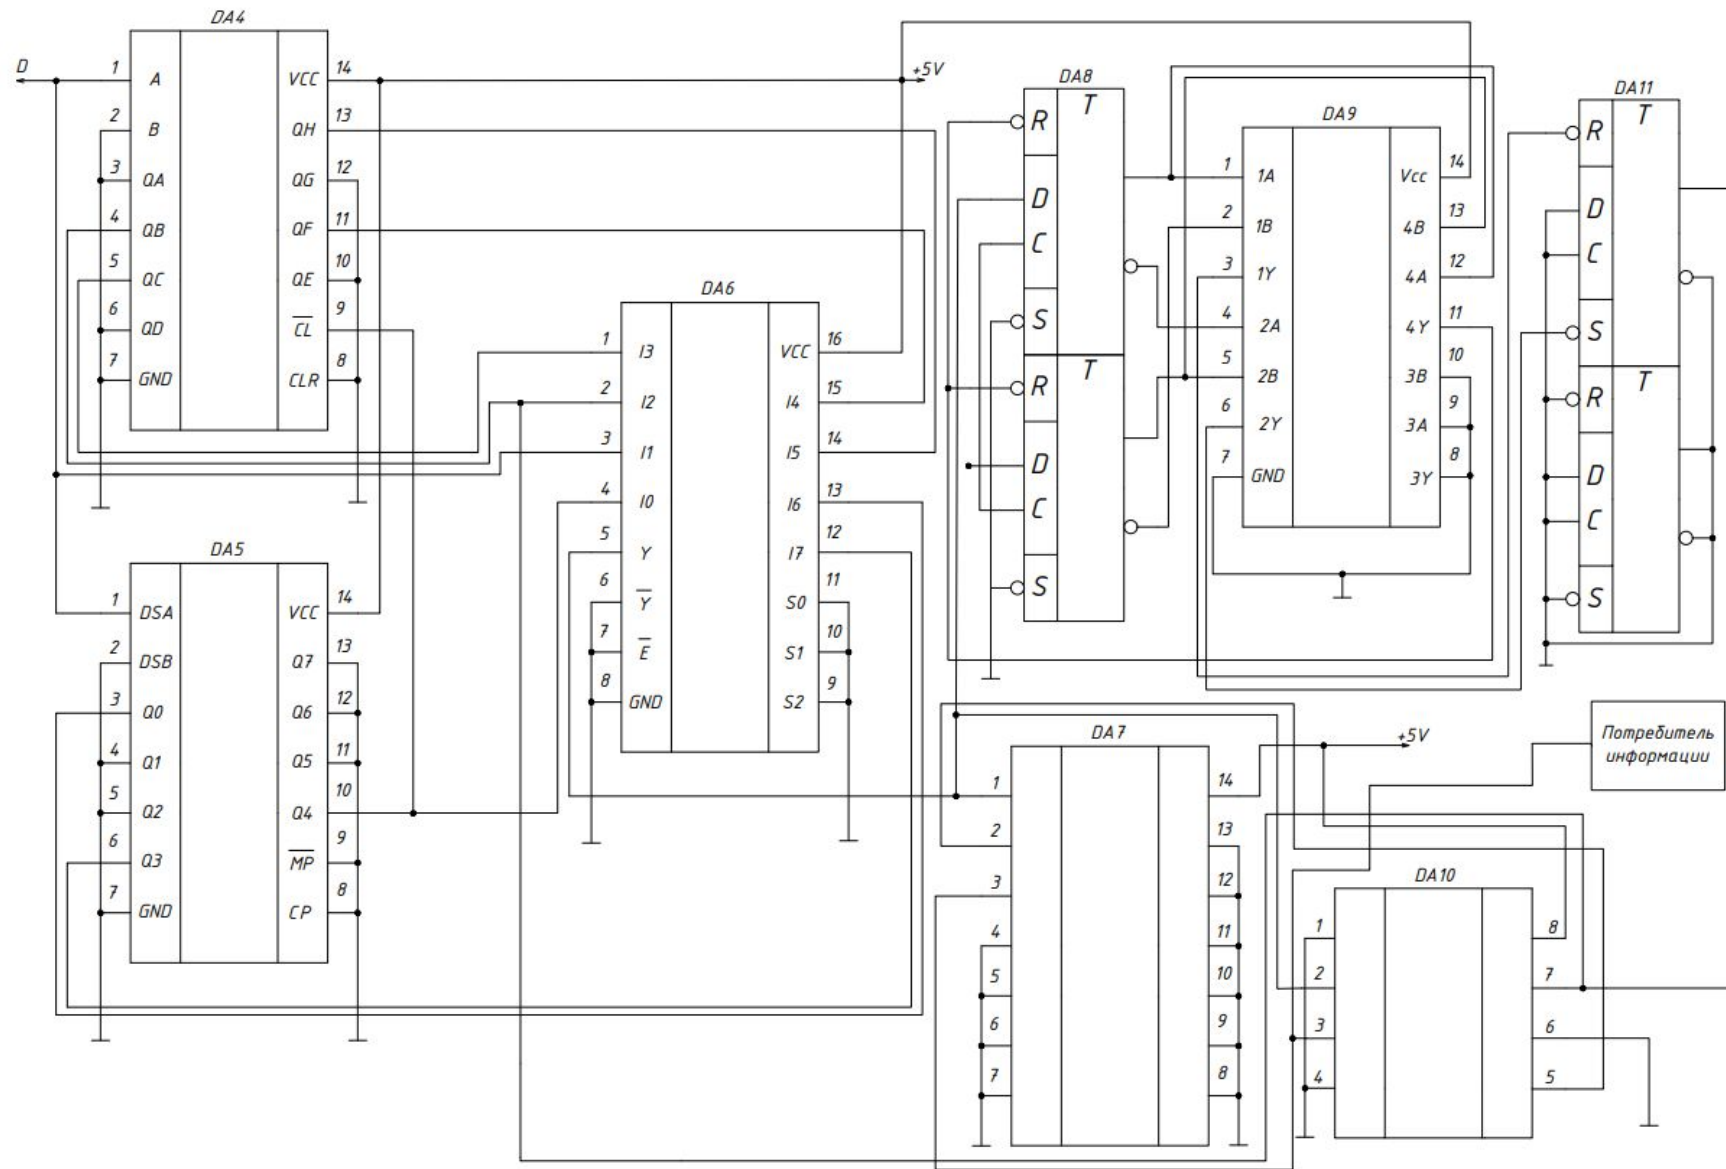 DA4
D
1 A VCC 14
+5V
2 B QH 13
3 QA QG 12
4 QB QF 11
5 QC QE 10
6 QD C̅L̅ 9
7 GND CLR 8
DA5
1 DSA VCC 14
2 DSB Q7 13
3 Q0 Q6 12
4 Q1 Q5 11
5 Q2 Q4 10
6 Q3 M̅P̅ 9
7 GND CP 8
DA6
1 I3 VCC 16
2 I2 I4 15
3 I1 I5 14
4 I0 I6 13
5 Y I7 12
6 Y̅ S0 11
7 E̅ S1 10
8 GND S2 9
DA8
R T
D
C
S
R T
D
C
S
DA9
1 1A Vcc 14
2 1B 4B 13
3 1Y 4A 12
4 2A 4Y 11
5 2B 3B 10
6 2Y 3A 9
7 GND 3Y 8
DA11
R T
D
C
S
R T
D
C
S
DA7
+5V
1 14
2 13
3 12
4 11
5 10
6 9
7 8
Потребитель
информации
DA10
1 8
2 7
3 6
4 5